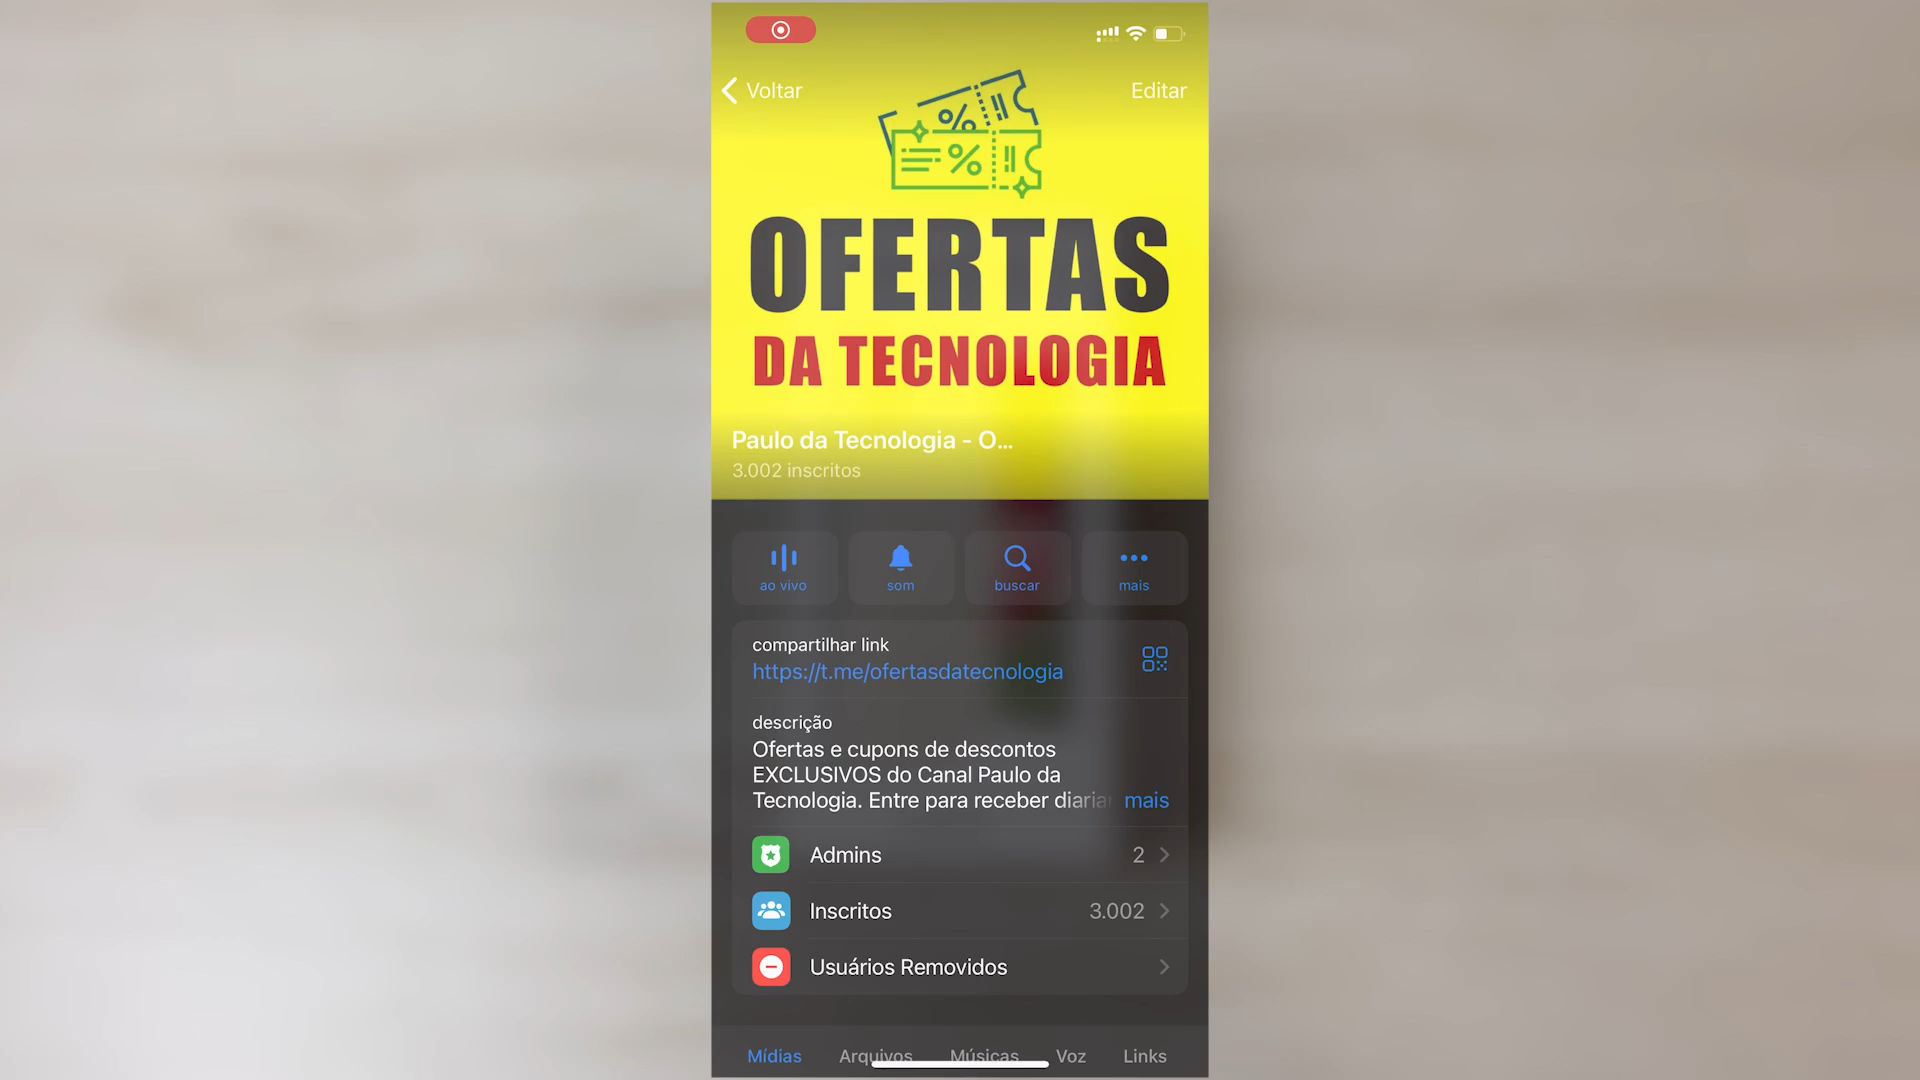 Voltar
Editar
%
%
OFERTAS
DA TECNOLOGIA
Paulo da Tecnologia - O...
3.002 inscritos
ao vivo
som
buscar
mais
compartilhar link
https://t.me/ofertasdatecnologia
descrição
Ofertas e cupons de descontos
EXCLUSIVOS do Canal Paulo da
Tecnologia. Entre para receber diaria mais
Admins 2
Inscritos 3.002
Usuários Removidos
Mídias Arquivos Músicas Voz Links